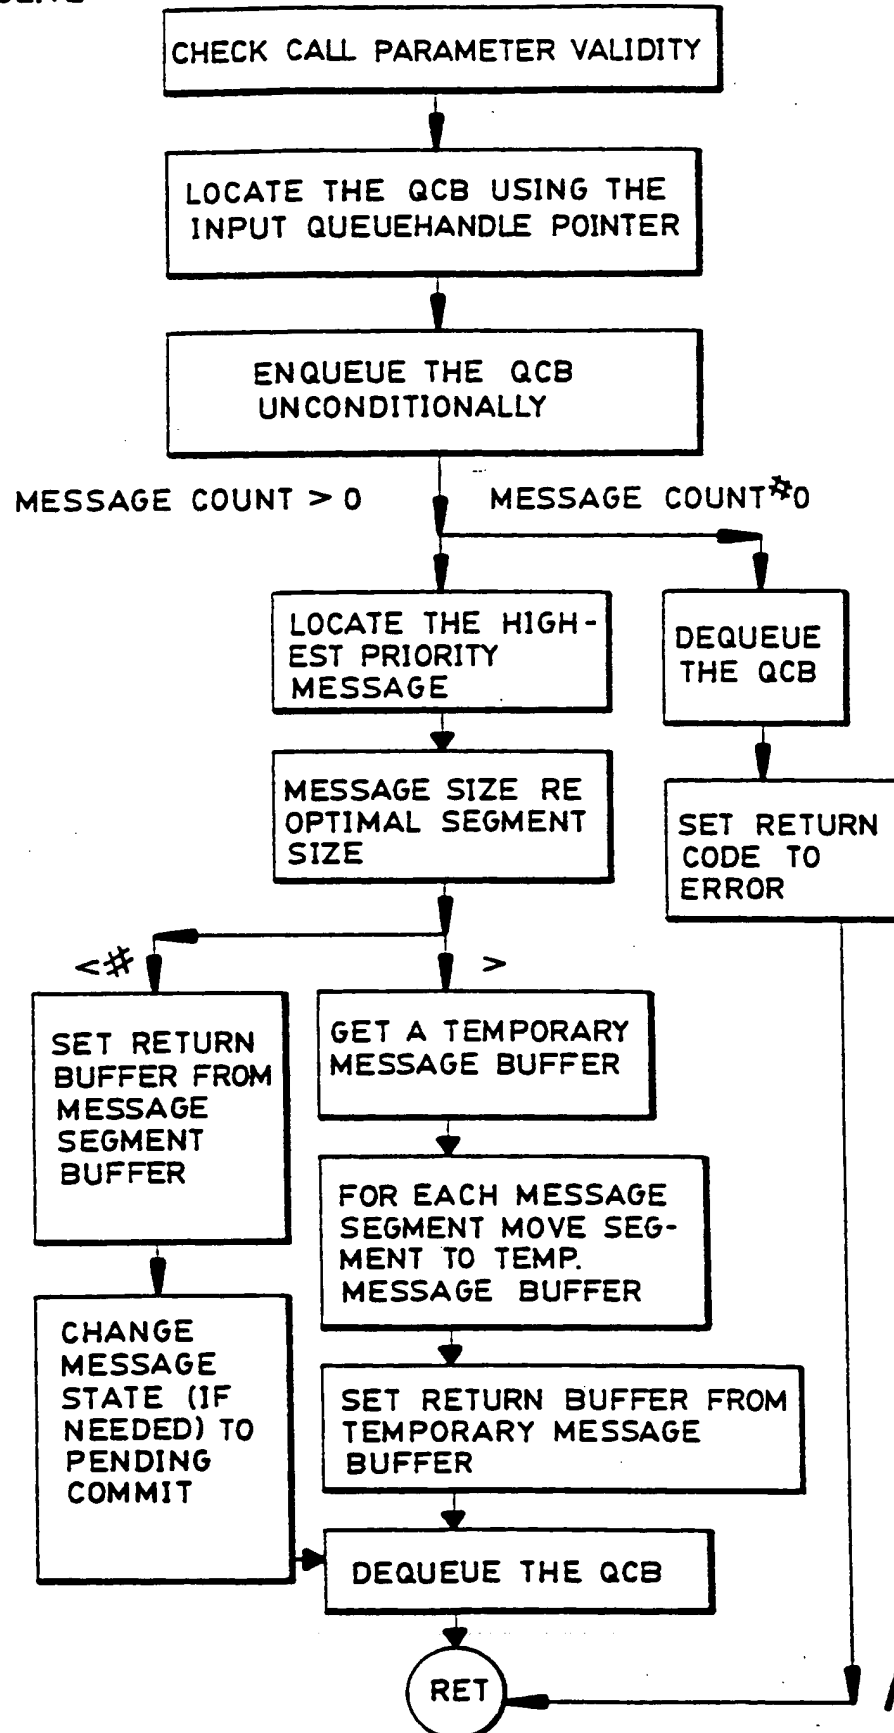 CHECK CALL PARAMETER VALIDITY
LOCATE THE QCB USING THE
INPUT QUEUEHANDLE POINTER
ENQUEUE THE QCB
UNCONDITIONALLY
MESSAGE COUNT > 0
MESSAGE COUNT # 0
LOCATE THE HIGH-
EST PRIORITY
MESSAGE
DEQUEUE
THE QCB
MESSAGE SIZE RE
OPTIMAL SEGMENT
SIZE
SET RETURN
CODE TO
ERROR
<#
>
SET RETURN
BUFFER FROM
MESSAGE
SEGMENT
BUFFER
GET A TEMPORARY
MESSAGE BUFFER
FOR EACH MESSAGE
SEGMENT MOVE SEG-
MENT TO TEMP.
MESSAGE BUFFER
CHANGE
MESSAGE
STATE (IF
NEEDED) TO
PENDING
COMMIT
SET RETURN BUFFER FROM
TEMPORARY MESSAGE
BUFFER
DEQUEUE THE QCB
RET